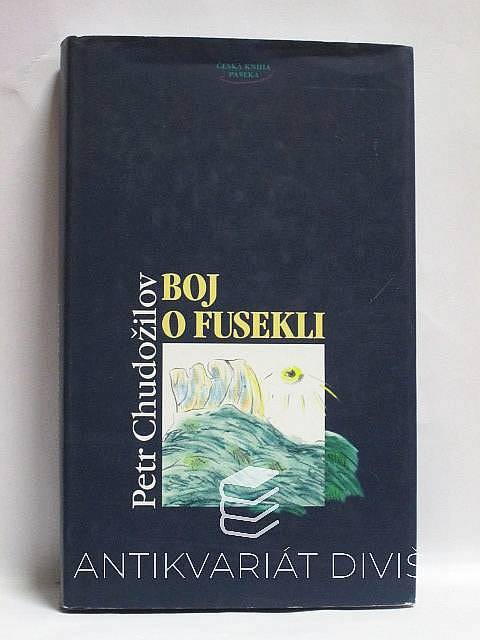 ČESKÁ KNIHA
PASEKA
Petr Chudožilov
BOJ
O FUSEKLI
ANTIKVARIÁT DIVIŠ